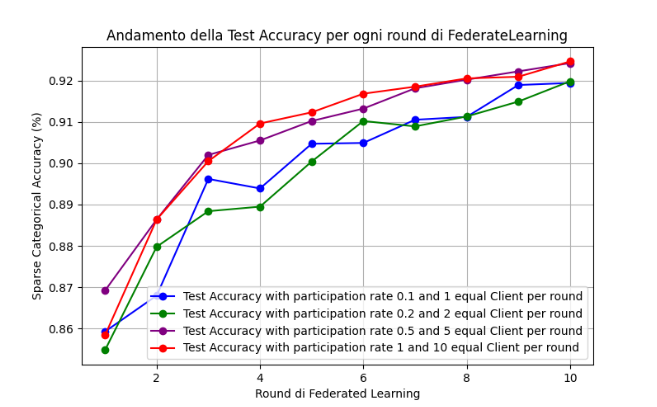 Andamento della Test Accuracy per ogni round di FederateLearning
Sparse Categorical Accuracy (%)
0.92
0.91
0.90
0.89
0.88
0.87
0.86
Test Accuracy with participation rate 0.1 and 1 equal Client per round
Test Accuracy with participation rate 0.2 and 2 equal Client per round
Test Accuracy with participation rate 0.5 and 5 equal Client per round
Test Accuracy with participation rate 1 and 10 equal Client per round
2 4 6 8 10
Round di Federated Learning